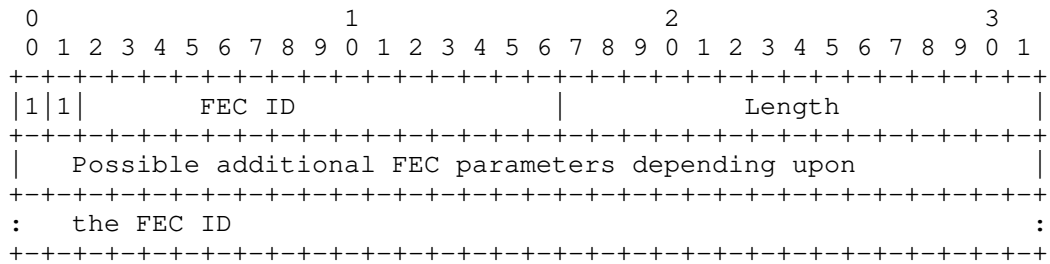 0                   1                   2                   3
 0 1 2 3 4 5 6 7 8 9 0 1 2 3 4 5 6 7 8 9 0 1 2 3 4 5 6 7 8 9 0 1
+-+-+-+-+-+-+-+-+-+-+-+-+-+-+-+-+-+-+-+-+-+-+-+-+-+-+-+-+-+-+-+-+
|1|1|       FEC ID                |           Length            |
+-+-+-+-+-+-+-+-+-+-+-+-+-+-+-+-+-+-+-+-+-+-+-+-+-+-+-+-+-+-+-+-+
|   Possible additional FEC parameters depending upon           |
+-+-+-+-+-+-+-+-+-+-+-+-+-+-+-+-+-+-+-+-+-+-+-+-+-+-+-+-+-+-+-+-+
:   the FEC ID                                                  :
+-+-+-+-+-+-+-+-+-+-+-+-+-+-+-+-+-+-+-+-+-+-+-+-+-+-+-+-+-+-+-+-+